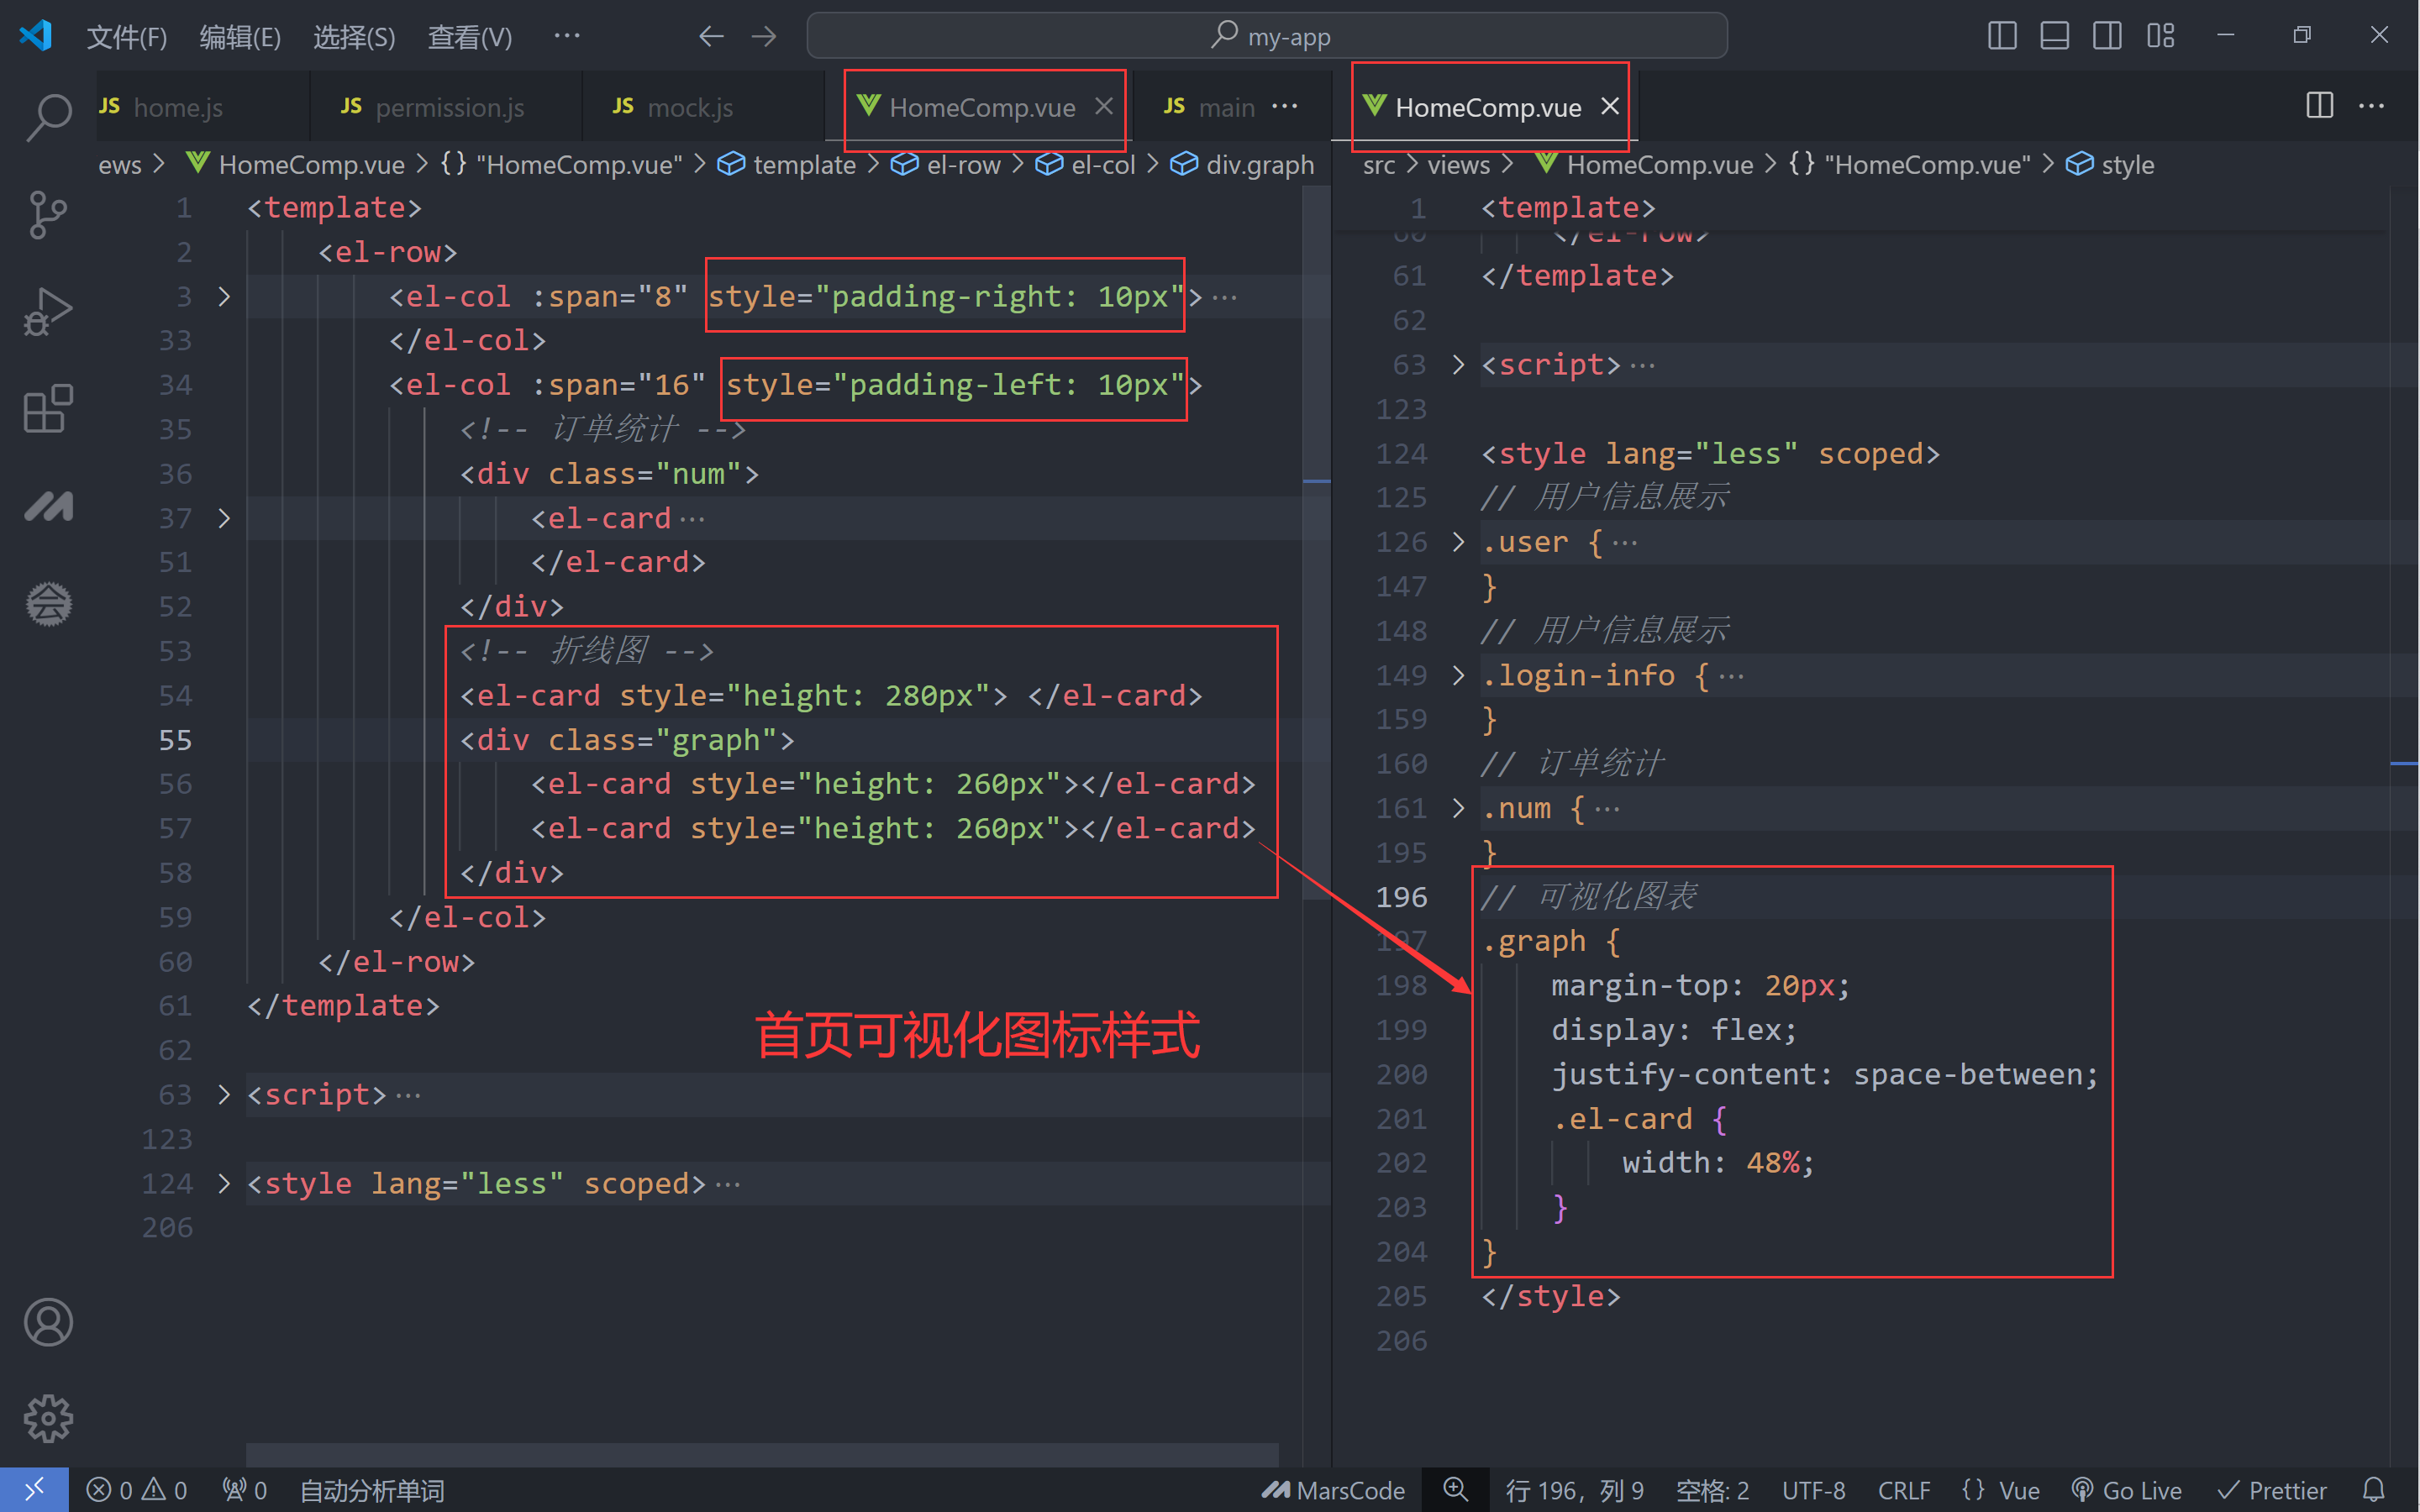 文件(F) 编辑(E) 选择(S) 查看(V) ··· my-app
JS home.js JS permission.js JS mock.js HomeComp.vue JS main ··· HomeComp.vue
ews > HomeComp.vue > {} "HomeComp.vue" > template > el-row > el-col > div.graph
1 <template>
2 <el-row>
3 <el-col :span="8" style="padding-right: 10px">···
33 </el-col>
34 <el-col :span="16" style="padding-left: 10px">
35 <!-- 订单统计 -->
36 <div class="num">
37 <el-card···
51 </el-card>
52 </div>
53 <!-- 折线图 -->
54 <el-card style="height: 280px"> </el-card>
55 <div class="graph">
56 <el-card style="height: 260px"></el-card>
57 <el-card style="height: 260px"></el-card>
58 </div>
59 </el-col>
60 </el-row>
61 </template>
首页可视化图标样式
62
63 <script>···
123
124 <style lang="less" scoped>···
206
src > views > HomeComp.vue > {} "HomeComp.vue" > style
1 <template>
60 </el-row>
61 </template>
62
63 <script>···
123
124 <style lang="less" scoped>
125 // 用户信息展示
126 .user {···
147 }
148 // 用户信息展示
149 .login-info {···
159 }
160 // 订单统计
161 .num {···
195 }
196 // 可视化图表
197 .graph {
198 margin-top: 20px;
199 display: flex;
200 justify-content: space-between;
201 .el-card {
202 width: 48%;
203 }
204 }
205 </style>
206
会
0 0 0 自动分析单词 MarsCode 行 196，列 9 空格: 2 UTF-8 CRLF {} Vue Go Live Prettier